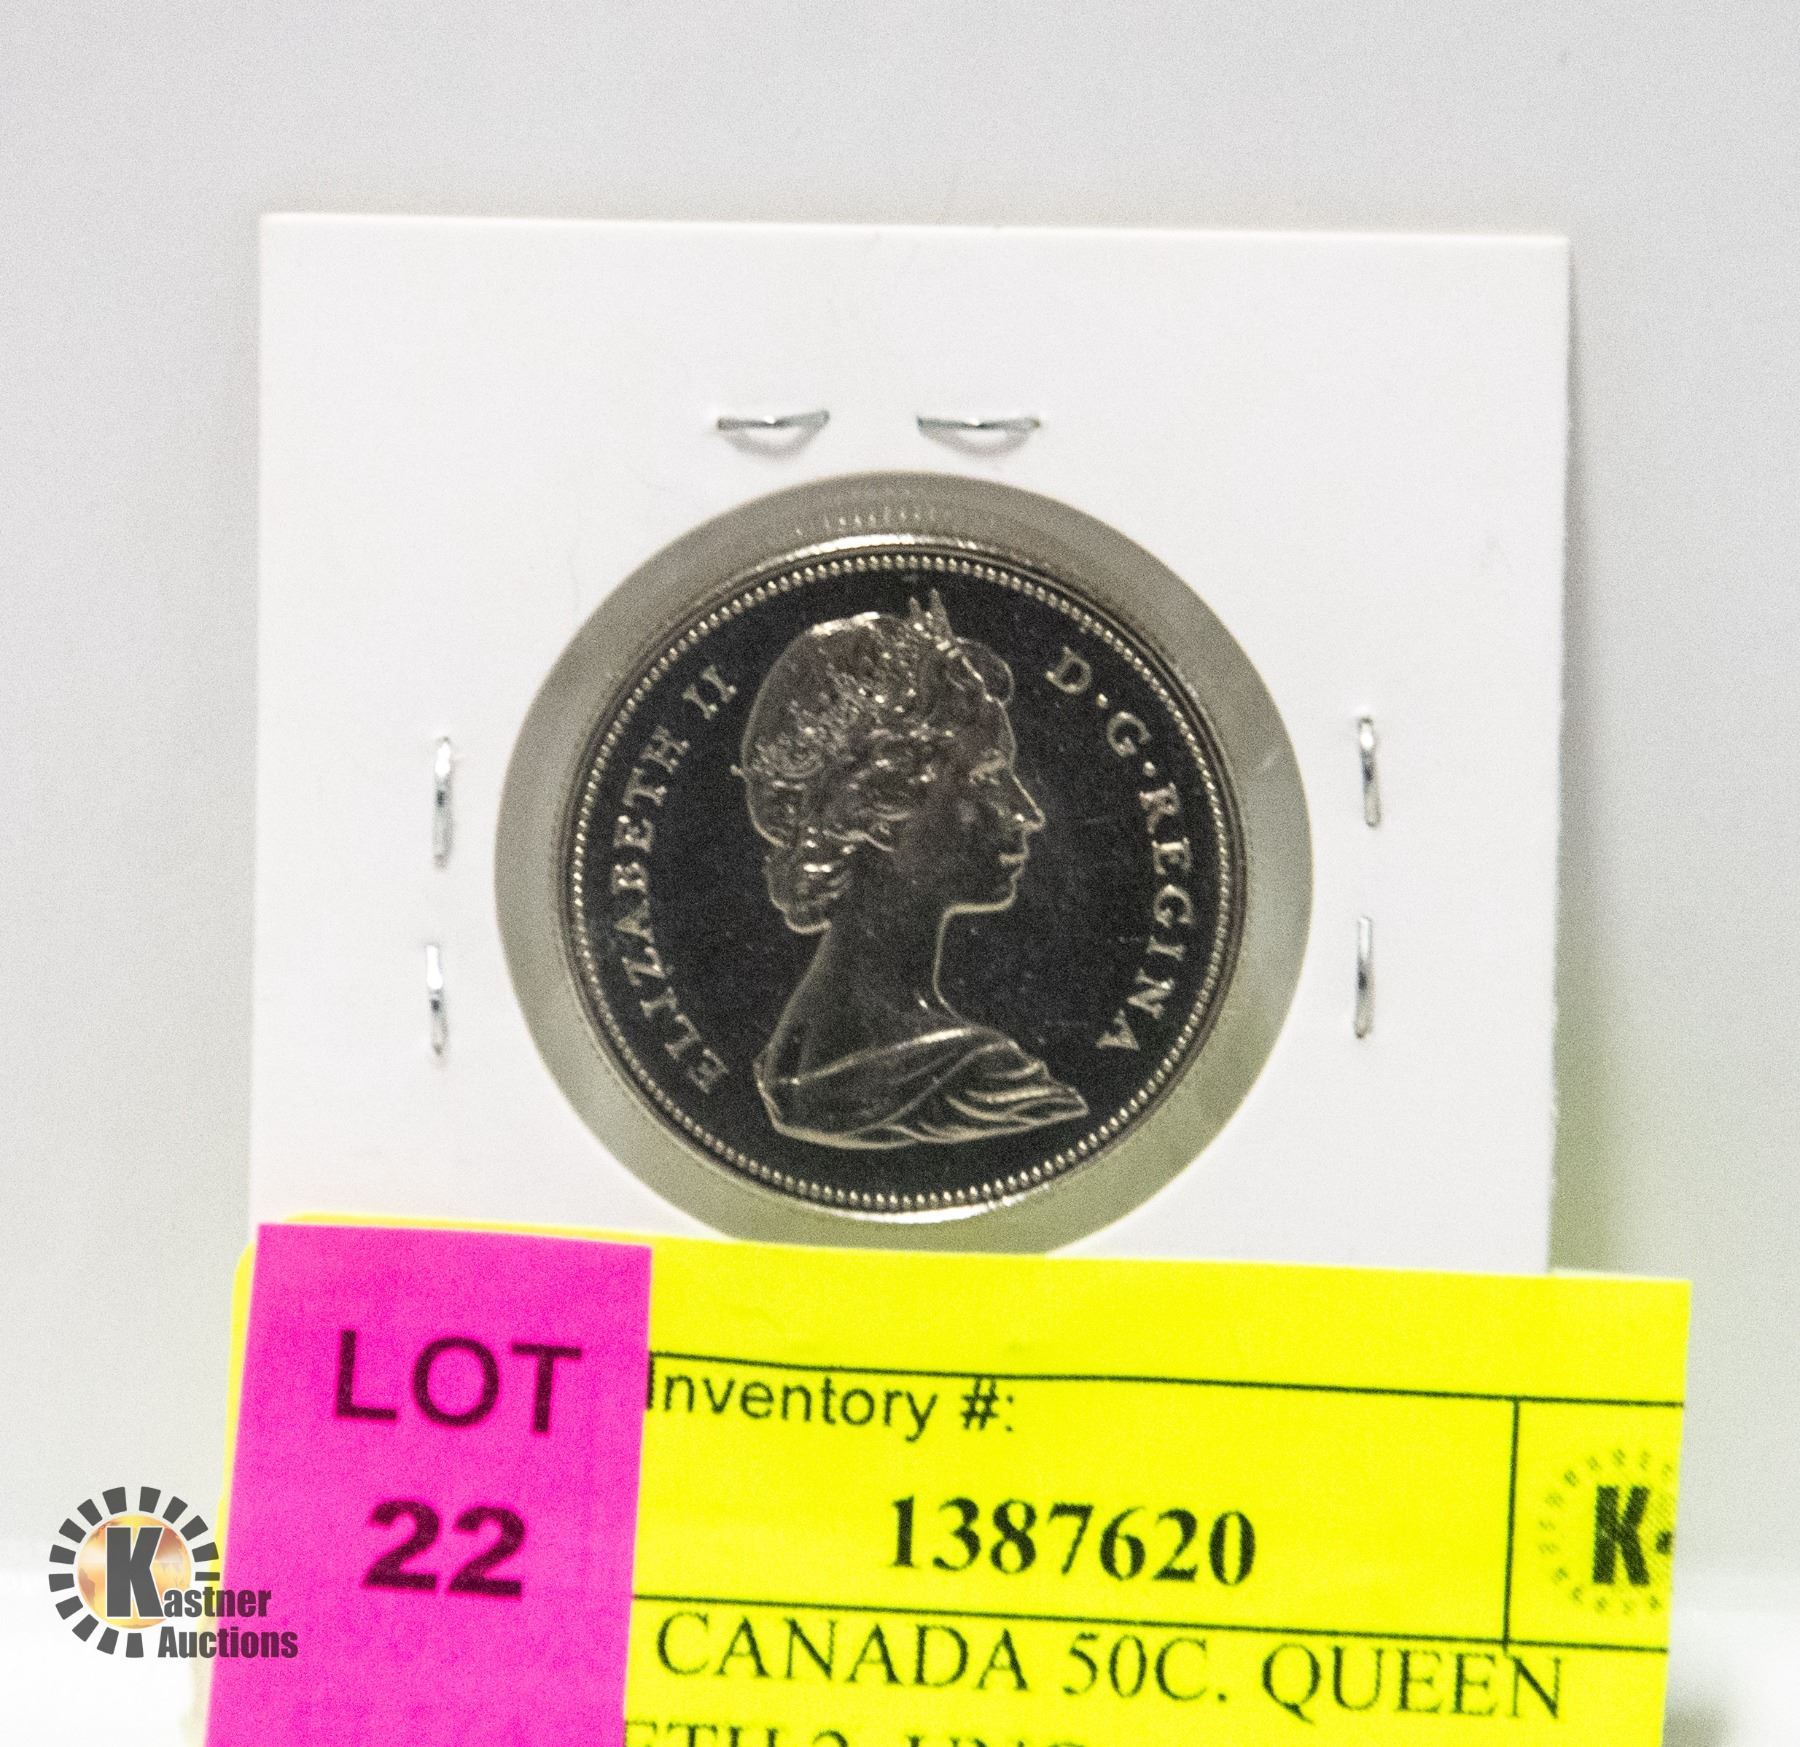 ELIZABETH II D·G·REGINA
LOT
22
Inventory #:
1387620
K
CANADA 50C. QUEEN
Kastner
Auctions